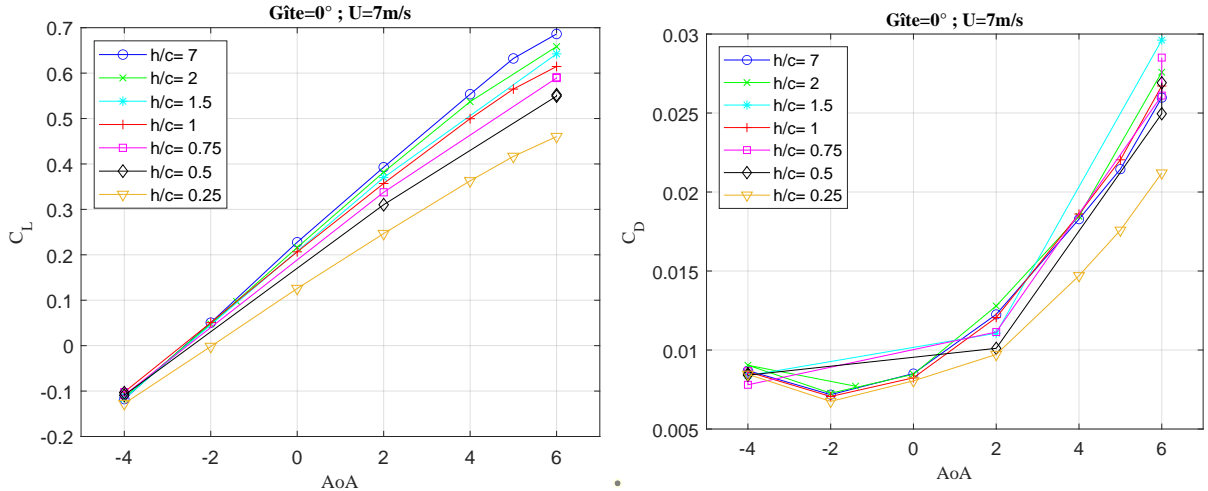 Gîte=0° ; U=7m/s
0.7
0.6
0.5
0.4
0.3
0.2
0.1
0
-0.1
-0.2
C_L
h/c= 7
h/c= 2
h/c= 1.5
h/c= 1
h/c= 0.75
h/c= 0.5
h/c= 0.25
-4 -2 0 2 4 6
AoA
Gîte=0° ; U=7m/s
0.03
0.025
0.02
0.015
0.01
0.005
C_D
h/c= 7
h/c= 2
h/c= 1.5
h/c= 1
h/c= 0.75
h/c= 0.5
h/c= 0.25
-4 -2 0 2 4 6
AoA